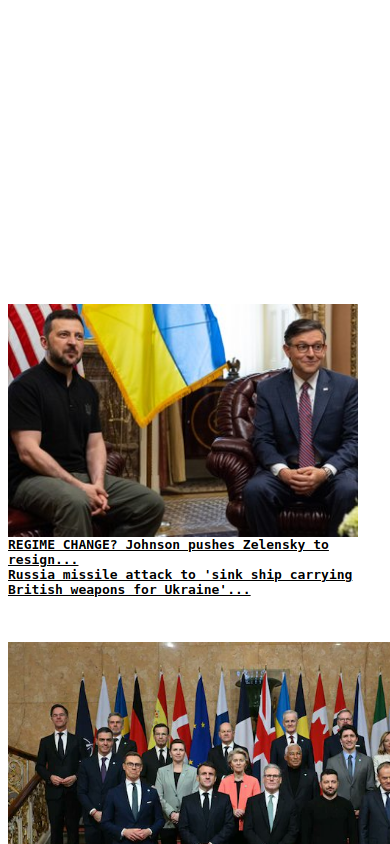 REGIME CHANGE? Johnson pushes Zelensky to
resign...
Russia missile attack to 'sink ship carrying
British weapons for Ukraine'...